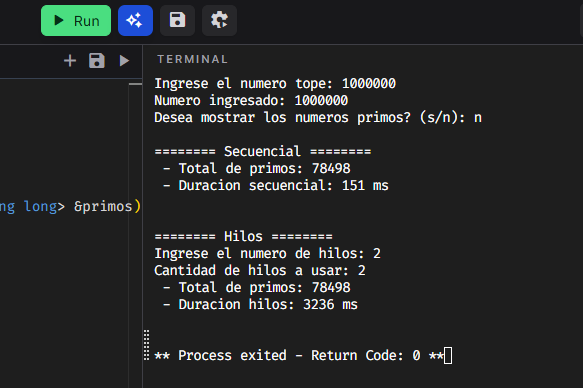 Run
TERMINAL
Ingrese el numero tope: 1000000
Numero ingresado: 1000000
Desea mostrar los numeros primos? (s/n): n
======== Secuencial ========
- Total de primos: 78498
- Duracion secuencial: 151 ms
ng long> &primos)
======== Hilos ========
Ingrese el numero de hilos: 2
Cantidad de hilos a usar: 2
- Total de primos: 78498
- Duracion hilos: 3236 ms
** Process exited - Return Code: 0 **